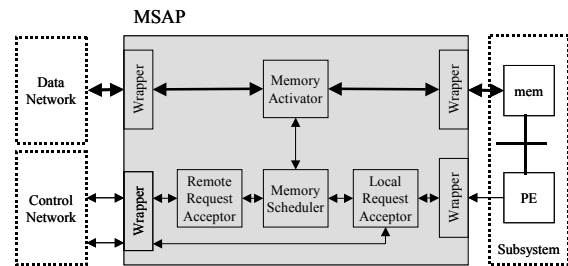 MSAP
Data
Network
Wrapper
Memory
Activator
Wrapper
mem
Control
Network
Wrapper
Remote
Request
Acceptor
Memory
Scheduler
Local
Request
Acceptor
Wrapper
PE
Subsystem